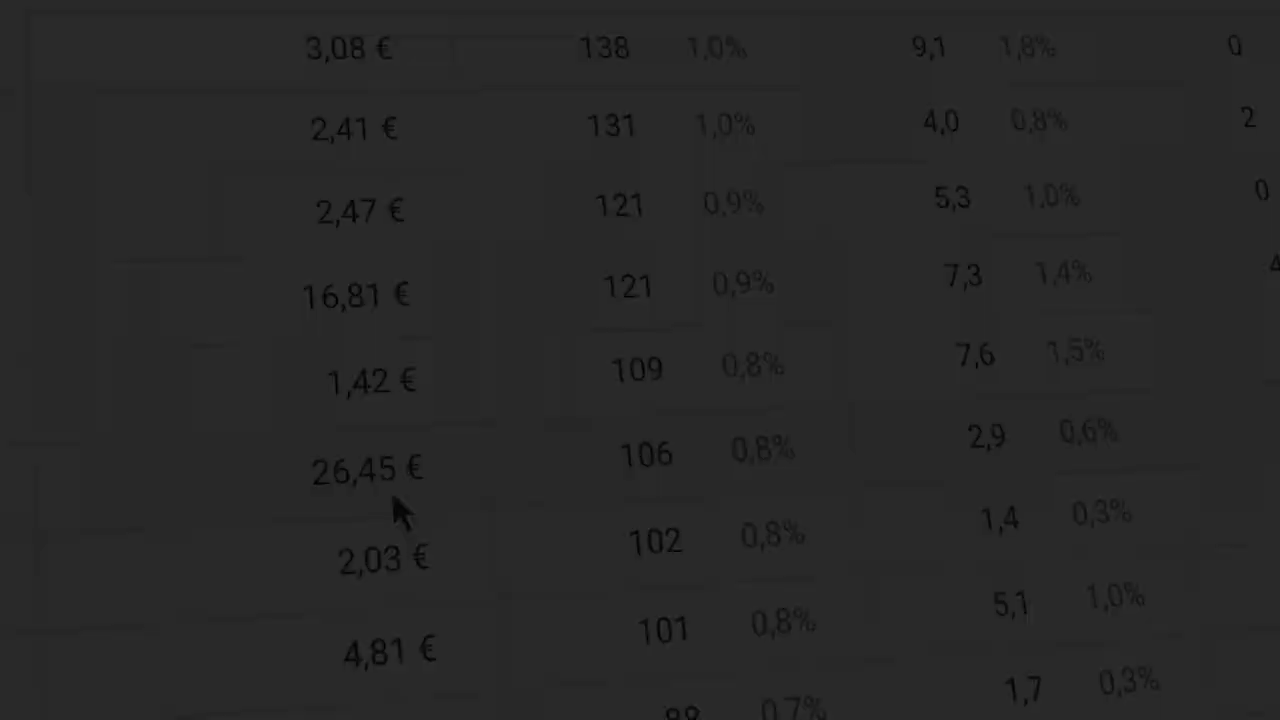 3,08 € 138 1,0% 9,1 1,8% 0
2,41 € 131 1,0% 4,0 0,8% 2
2,47 € 121 0,9% 5,3 1,0% 0
16,81 € 121 0,9% 7,3 1,4% 4
1,42 € 109 0,8% 7,6 1,5%
26,45 € 106 0,8% 2,9 0,6%
2,03 € 102 0,8% 1,4 0,3%
4,81 € 101 0,8% 5,1 1,0%
88 0,7% 1,7 0,3%